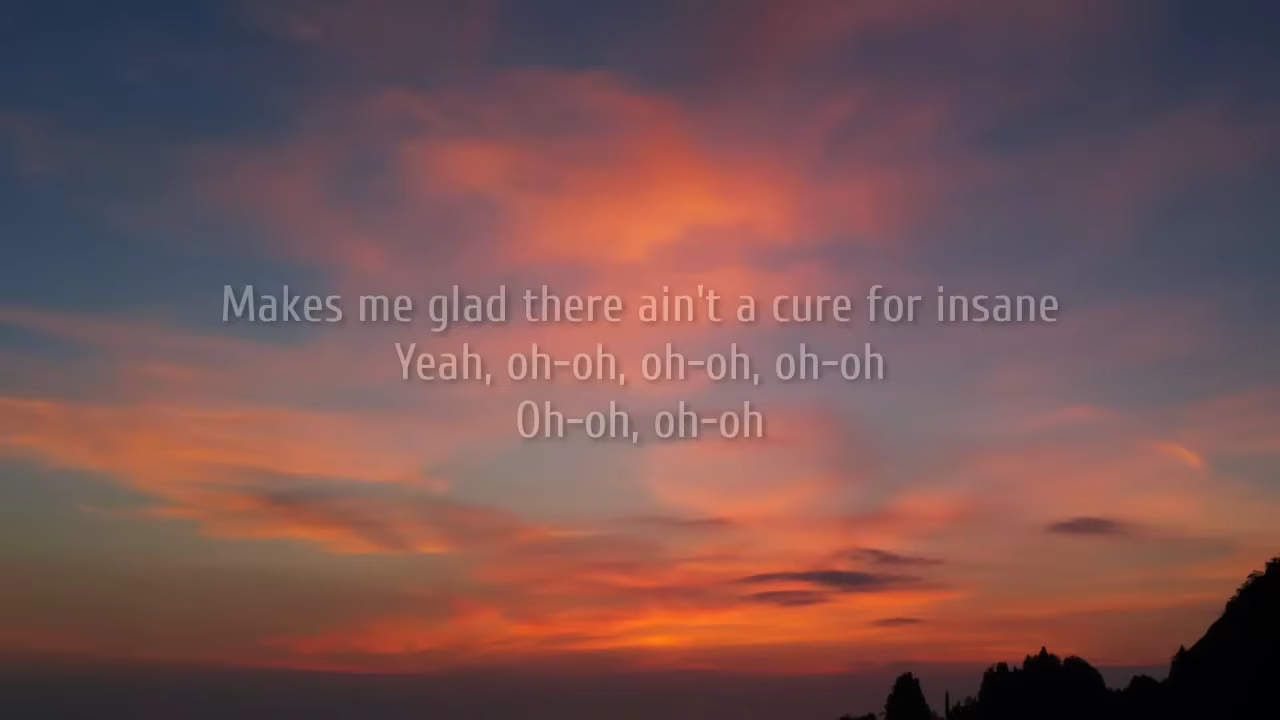 Makes me glad there ain't a cure for insane
Yeah, oh-oh, oh-oh, oh-oh
Oh-oh, oh-oh